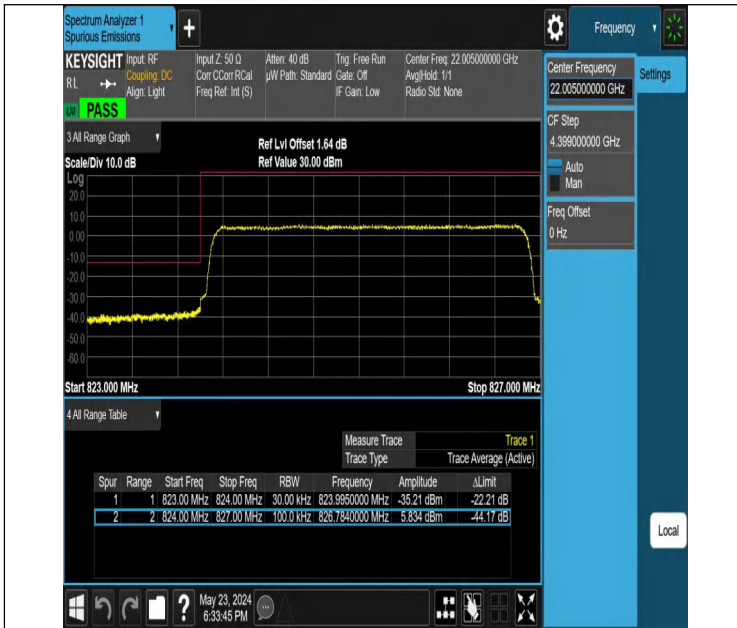 Spectrum Analyzer 1
Spurious Emissions
Frequency
KEYSIGHT Input: RF Input Z: 50 Ω Atten: 40 dB Trig: Free Run Center Freq: 22.005000000 GHz
Coupling: DC Corr CCorr RCal µW Path: Standard Gate: Off Avg|Hold: 1/1
RL Align: Light Freq Ref: Int (S) IF Gain: Low Radio Std: None
PASS
Center Frequency
22.005000000 GHz
Settings
CF Step
4.399000000 GHz
Auto
Man
Freq Offset
0 Hz
3 All Range Graph
Ref Lvl Offset 1.64 dB
Scale/Div 10.0 dB Ref Value 30.00 dBm
Log
20.0
10.0
0.00
-10.0
-20.0
-30.0
-40.0
-50.0
-60.0
Start 823.000 MHz Stop 827.000 MHz
4 All Range Table
Measure Trace Trace 1
Trace Type Trace Average (Active)
Spur Range Start Freq Stop Freq RBW Frequency Amplitude ΔLimit
1 1 823.00 MHz 824.00 MHz 30.00 kHz 823.9950000 MHz -35.21 dBm -22.21 dB
2 2 824.00 MHz 827.00 MHz 100.0 kHz 826.7840000 MHz 5.834 dBm -44.17 dB
Local
?
May 23, 2024
6:33:45 PM